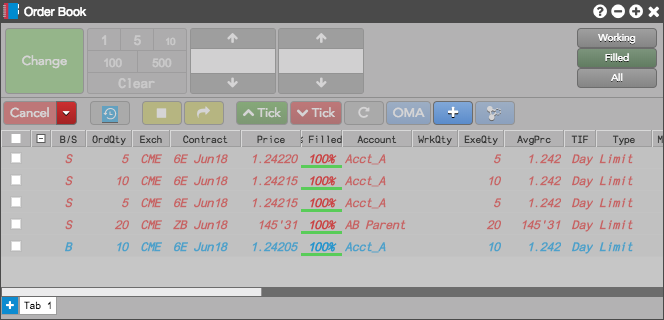 Order Book
Change
1 5 10
100 500
Clear
Working
Filled
All
Cancel
Tick Tick OMA
B/S OrdQty Exch Contract Price % Filled Account WrkQty ExeQty AvgPrc TIF Type
S 5 CME 6E Jun18 1.24220 100% Acct_A 5 1.242 Day Limit
S 10 CME 6E Jun18 1.24215 100% Acct_A 10 1.242 Day Limit
S 5 CME 6E Jun18 1.24215 100% Acct_A 5 1.242 Day Limit
S 20 CME ZB Jun18 145'31 100% AB Parent 20 145'31 Day Limit
B 10 CME 6E Jun18 1.24205 100% Acct_A 10 1.242 Day Limit
Tab 1